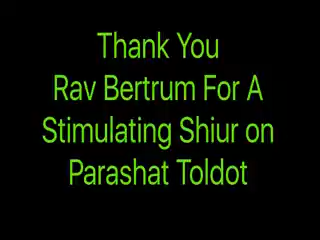 Thank You
Rav Bertrum For A
Stimulating Shiur on
Parashat Toldot